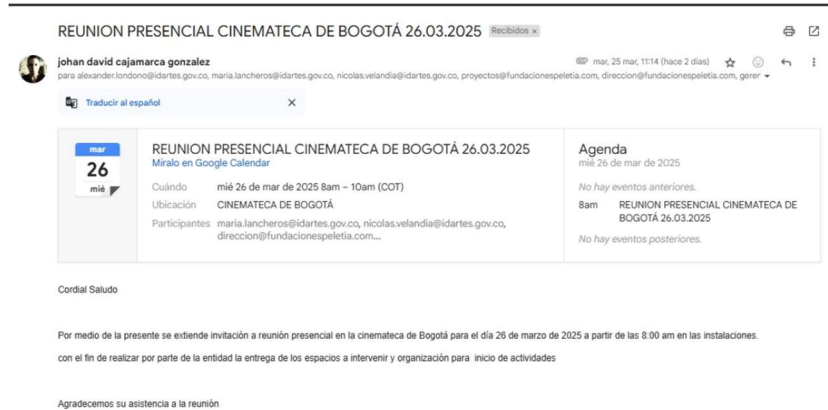 REUNION PRESENCIAL CINEMATECA DE BOGOTÁ 26.03.2025 Recibidos x
johan david cajamarca gonzalez
mar, 25 mar, 11:14 (hace 2 días)
para alexander.londono@idartes.gov.co, maria.lancheros@idartes.gov.co, nicolas.velandia@idartes.gov.co, proyectos@fundacionespeletia.com, direccion@fundacionespeletia.com, gerer
Traducir al español
mar
26
mié
REUNION PRESENCIAL CINEMATECA DE BOGOTÁ 26.03.2025
Míralo en Google Calendar
Cuándo mié 26 de mar de 2025 8am – 10am (COT)
Ubicación CINEMATECA DE BOGOTÁ
Participantes maria.lancheros@idartes.gov.co, nicolas.velandia@idartes.gov.co,
direccion@fundacionespeletia.com...
Agenda
mié 26 de mar de 2025
No hay eventos anteriores.
8am REUNION PRESENCIAL CINEMATECA DE
BOGOTÁ 26.03.2025
No hay eventos posteriores.
Cordial Saludo
Por medio de la presente se extiende invitación a reunión presencial en la cinemateca de Bogotá para el día 26 de marzo de 2025 a partir de las 8:00 am en las instalaciones.
con el fin de realizar por parte de la entidad la entrega de los espacios a intervenir y organización para inicio de actividades
Agradecemos su asistencia a la reunión